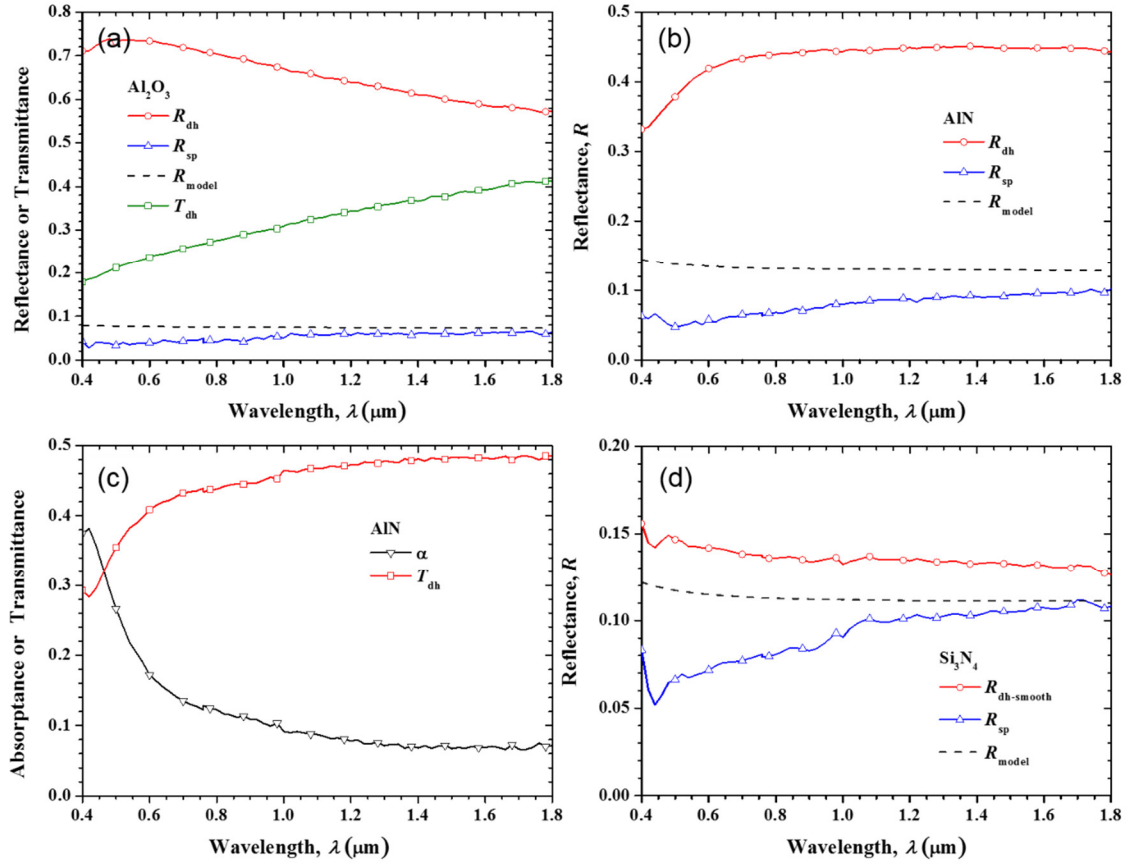 (a)
Al2O3
Rdh
Rsp
Rmodel
Tdh
Reflectance or Transmittance
0.8
0.7
0.6
0.5
0.4
0.3
0.2
0.1
0.0
0.4 0.6 0.8 1.0 1.2 1.4 1.6 1.8
Wavelength, λ (μm)
(b)
AlN
Rdh
Rsp
Rmodel
Reflectance, R
0.5
0.4
0.3
0.2
0.1
0.0
0.4 0.6 0.8 1.0 1.2 1.4 1.6 1.8
Wavelength, λ (μm)
(c)
AlN
α
Tdh
Absorptance or Transmittance
0.5
0.4
0.3
0.2
0.1
0.0
0.4 0.6 0.8 1.0 1.2 1.4 1.6 1.8
Wavelength, λ (μm)
(d)
Si3N4
Rdh-smooth
Rsp
Rmodel
Reflectance, R
0.20
0.15
0.10
0.05
0.00
0.4 0.6 0.8 1.0 1.2 1.4 1.6 1.8
Wavelength, λ (μm)